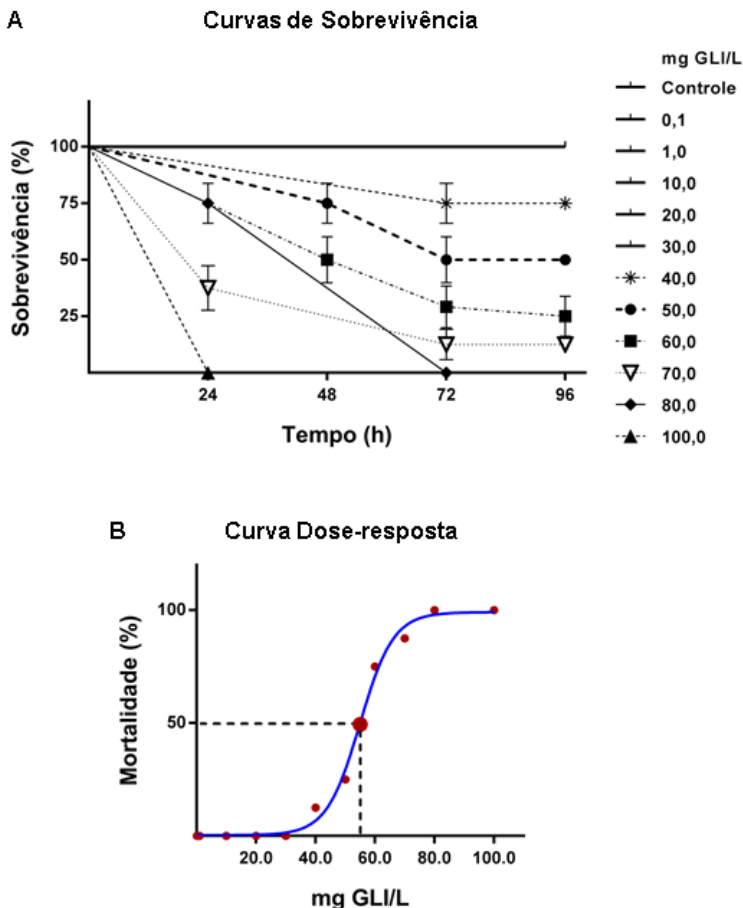 A
Curvas de Sobrevivência
mg GLI/L
Controle
0,1
1,0
10,0
20,0
30,0
40,0
50,0
60,0
70,0
80,0
100,0
Sobrevivência (%)
100
75
50
25
24
48
72
96
Tempo (h)
B
Curva Dose-resposta
Mortalidade (%)
100
50
20.0
40.0
60.0
80.0
100.0
mg GLI/L